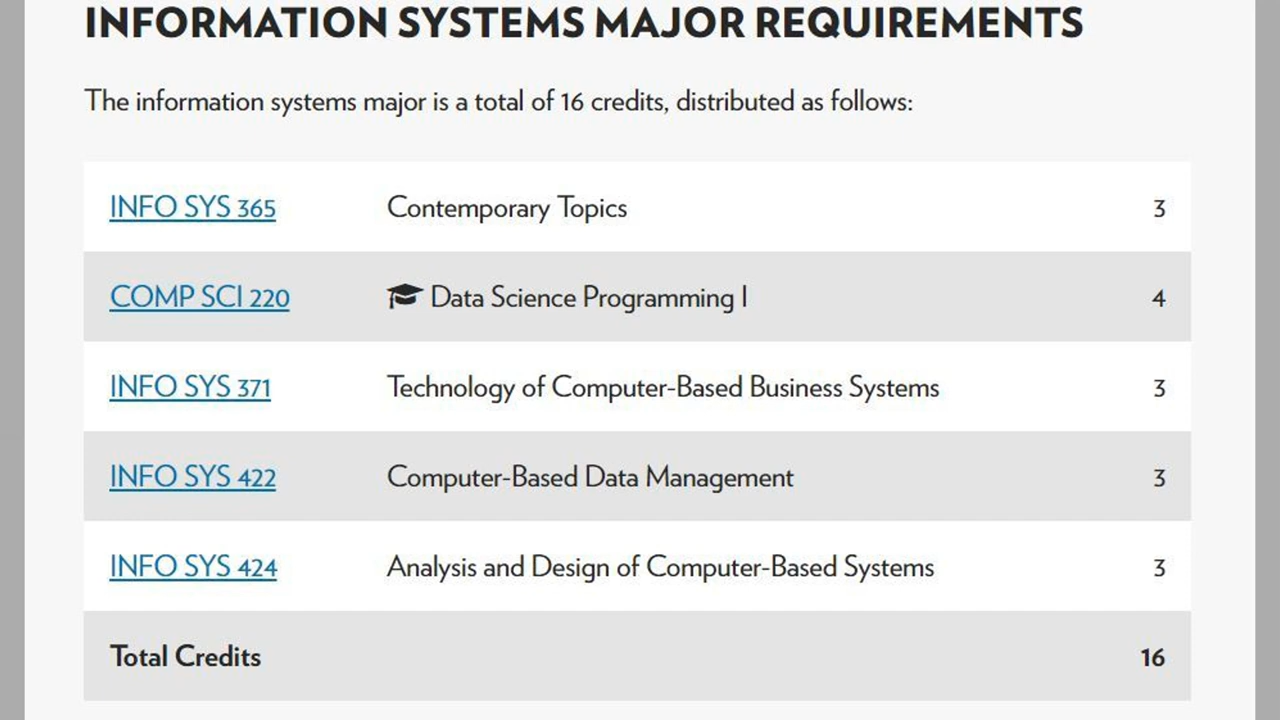 INFORMATION SYSTEMS MAJOR REQUIREMENTS
The information systems major is a total of 16 credits, distributed as follows:
INFO SYS 365 Contemporary Topics 3
COMP SCI 220 Data Science Programming I 4
INFO SYS 371 Technology of Computer-Based Business Systems 3
INFO SYS 422 Computer-Based Data Management 3
INFO SYS 424 Analysis and Design of Computer-Based Systems 3
Total Credits 16